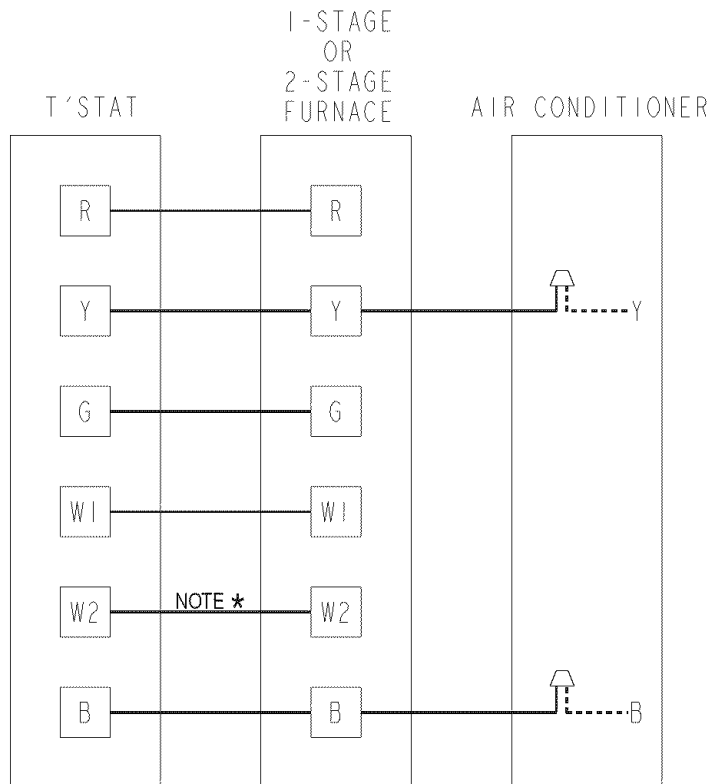 1-STAGE
OR
2-STAGE
FURNACE
T'STAT
AIR CONDITIONER
R
R
Y
Y
Y
G
G
W1
W1
W2
NOTE *
W2
B
B
B